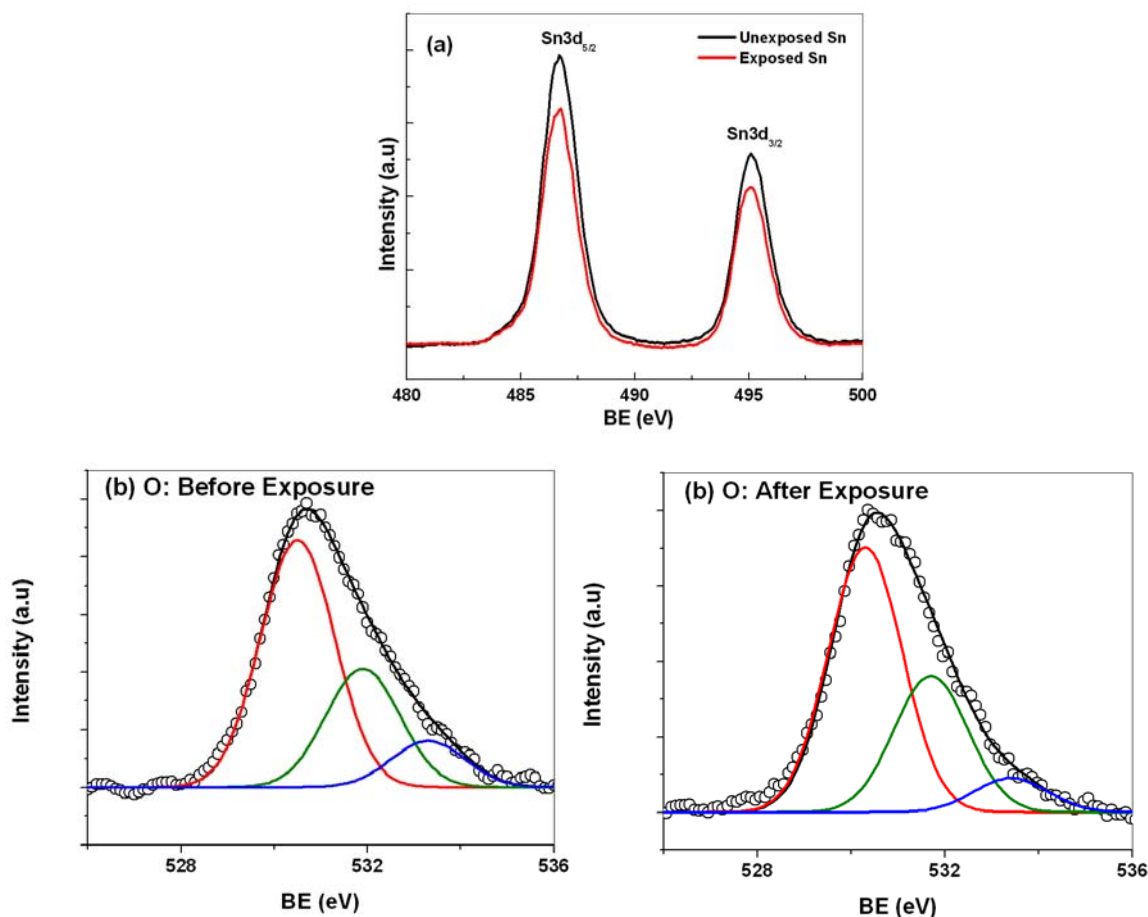 (a)
Sn3d5/2
Unexposed Sn
Exposed Sn
Sn3d3/2
Intensity (a.u)
480 485 490 495 500
BE (eV)
(b) O: Before Exposure
Intensity (a.u)
528 532 536
BE (eV)
(b) O: After Exposure
Intensity (a.u)
528 532 536
BE (eV)